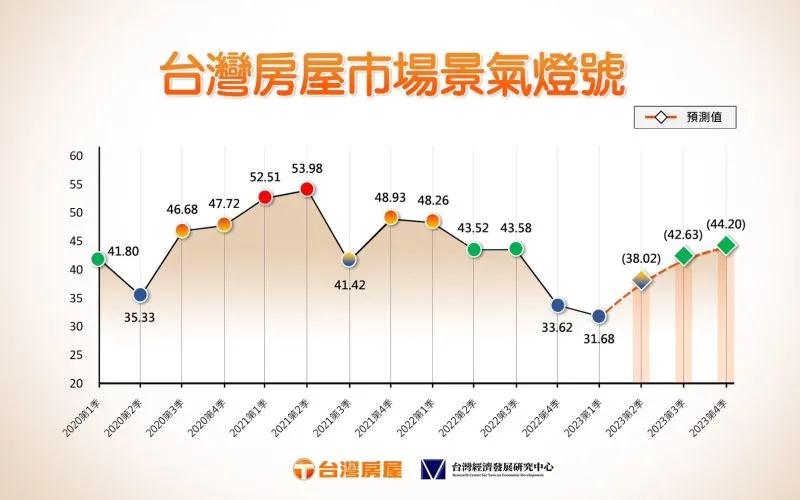 台灣房屋市場景氣燈號
預測值
60
55
50
45
40
35
30
25
20
41.80
35.33
46.68
47.72
52.51
53.98
41.42
48.93
48.26
43.52
43.58
33.62
31.68
(38.02)
(42.63)
(44.20)
2020第1季
2020第2季
2020第3季
2020第4季
2021第1季
2021第2季
2021第3季
2021第4季
2022第1季
2022第2季
2022第3季
2022第4季
2023第1季
2023第2季
2023第3季
2023第4季
台灣房屋
台灣經濟發展研究中心
Research Center for Taiwan Economic Development